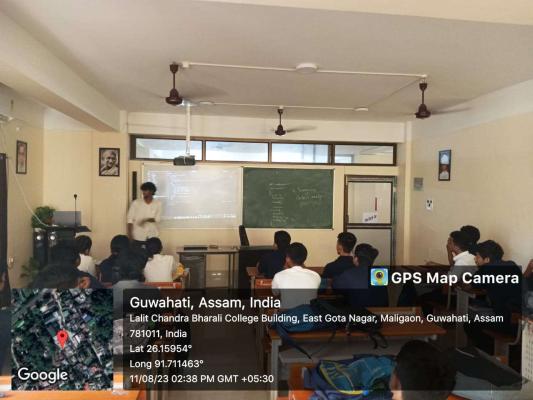 GPS Map Camera
Guwahati, Assam, India
Lalit Chandra Bharali College Building, East Gota Nagar, Maligaon, Guwahati, Assam
781011, India
Lat 26.15954°
Long 91.711463°
11/08/23 02:38 PM GMT +05:30
Google